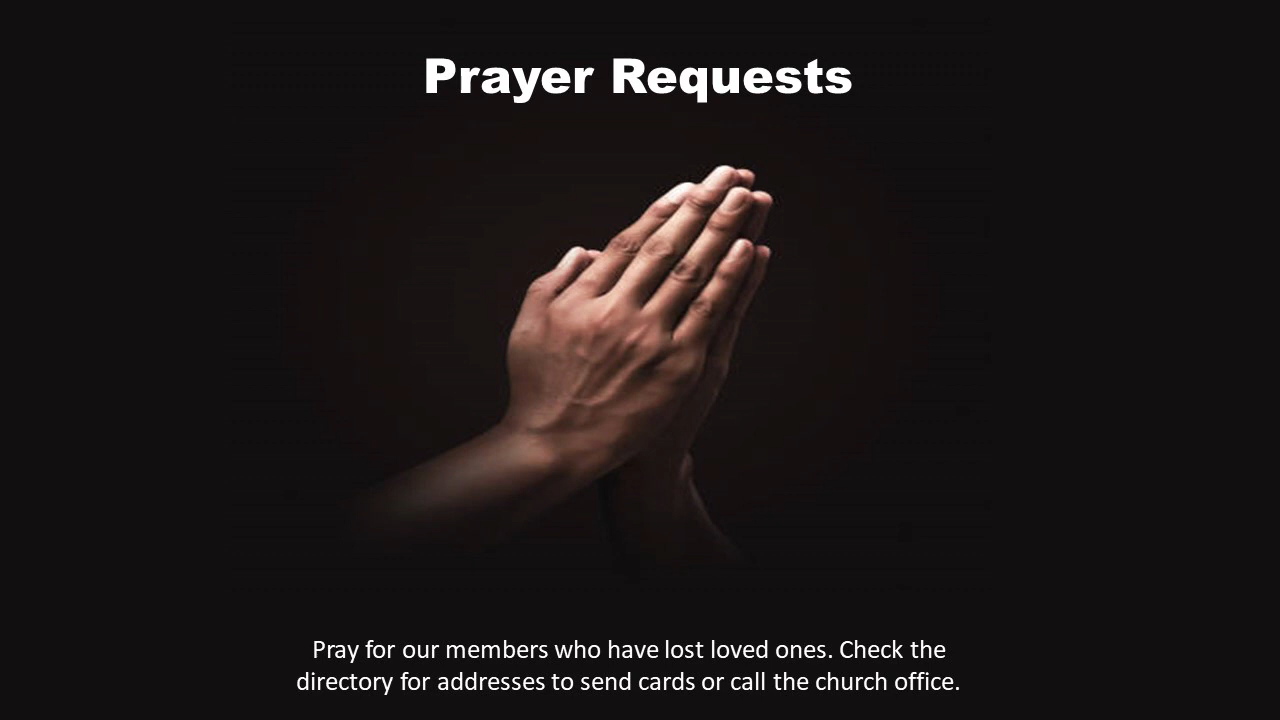 Prayer Requests
Pray for our members who have lost loved ones. Check the
directory for addresses to send cards or call the church office.